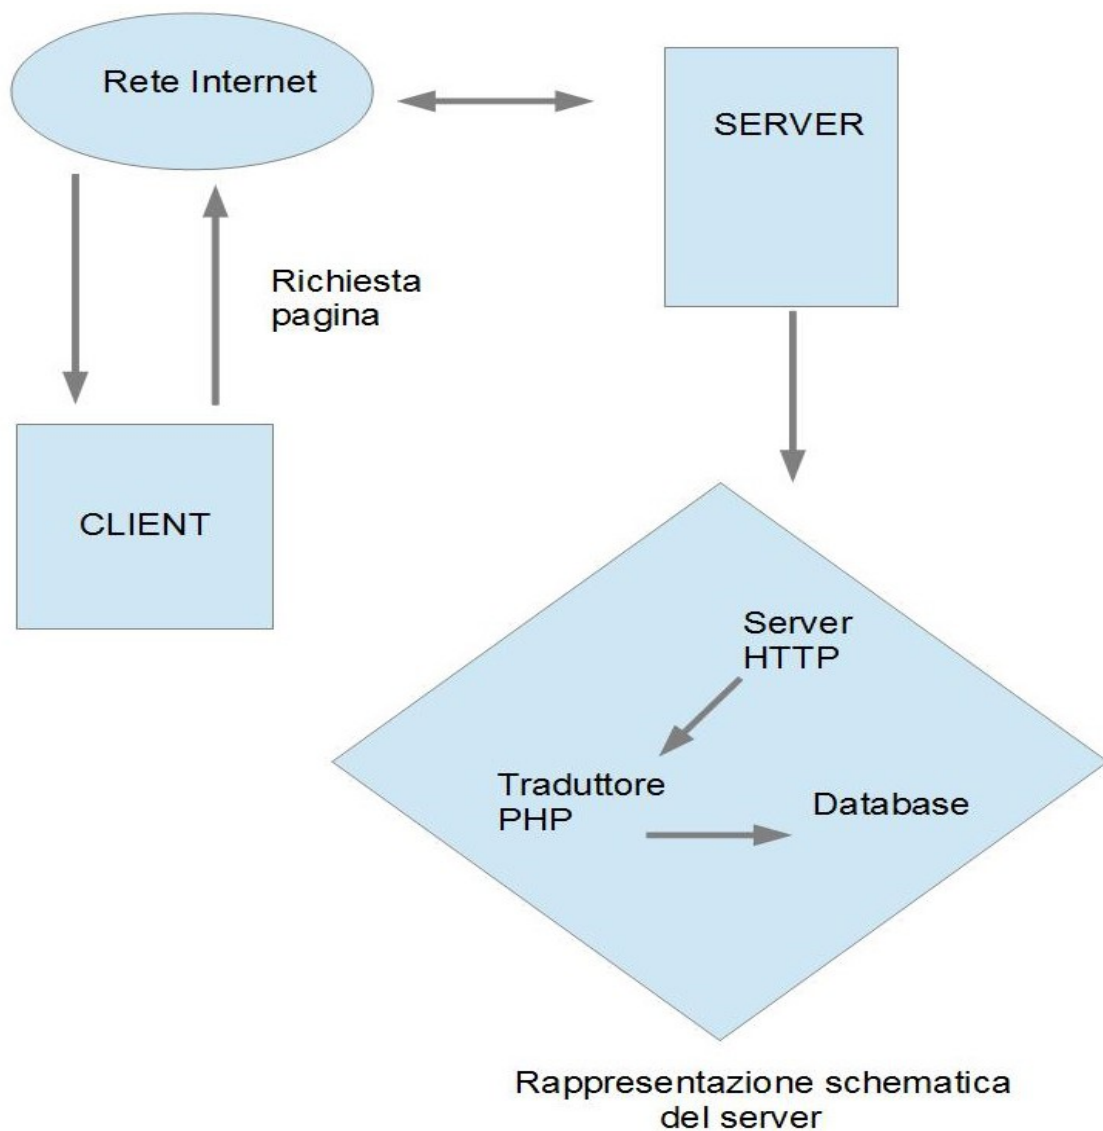 Rete Internet
SERVER
Richiesta
pagina
CLIENT
Server
HTTP
Traduttore
PHP
Database
Rappresentazione schematica
del server